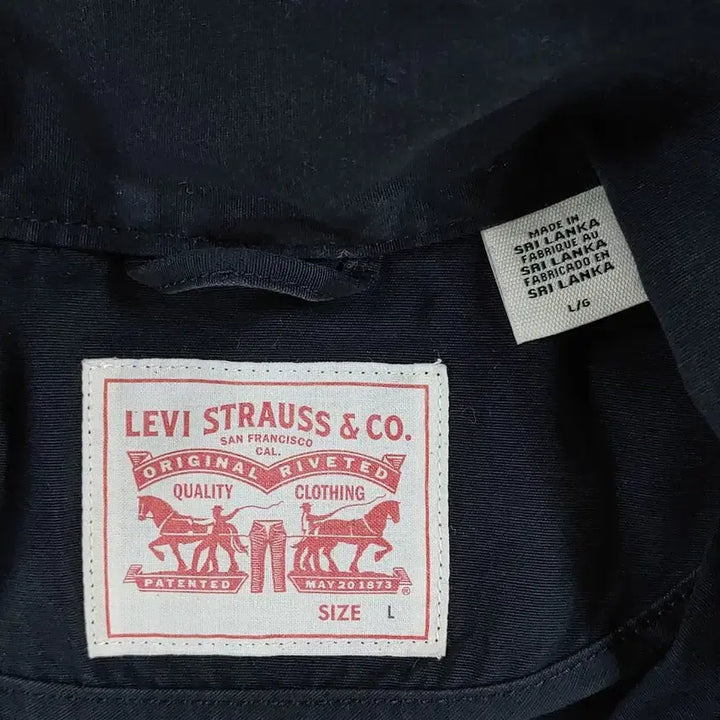 MADE IN
SRI LANKA
FABRIQUE AU
SRI LANKA
FABRICADO EN
SRI LANKA
L/G
LEVI STRAUSS & CO.
SAN FRANCISCO
CAL.
ORIGINAL RIVETED
QUALITY CLOTHING
PATENTED MAY 20 1873 ®
SIZE L